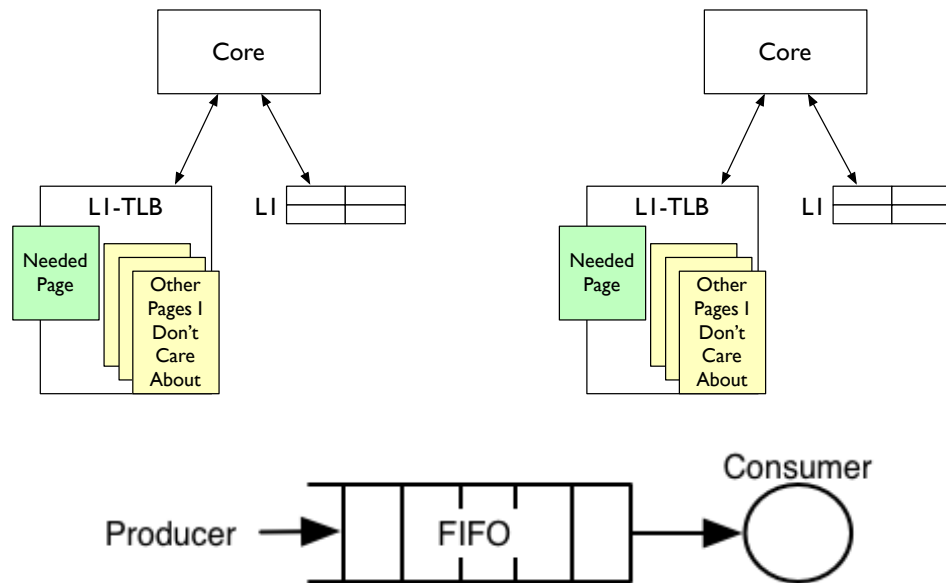 Core
L1-TLB
L1
Needed
Page
Other
Pages I
Don't
Care
About
Core
L1-TLB
L1
Needed
Page
Other
Pages I
Don't
Care
About
Producer
FIFO
Consumer